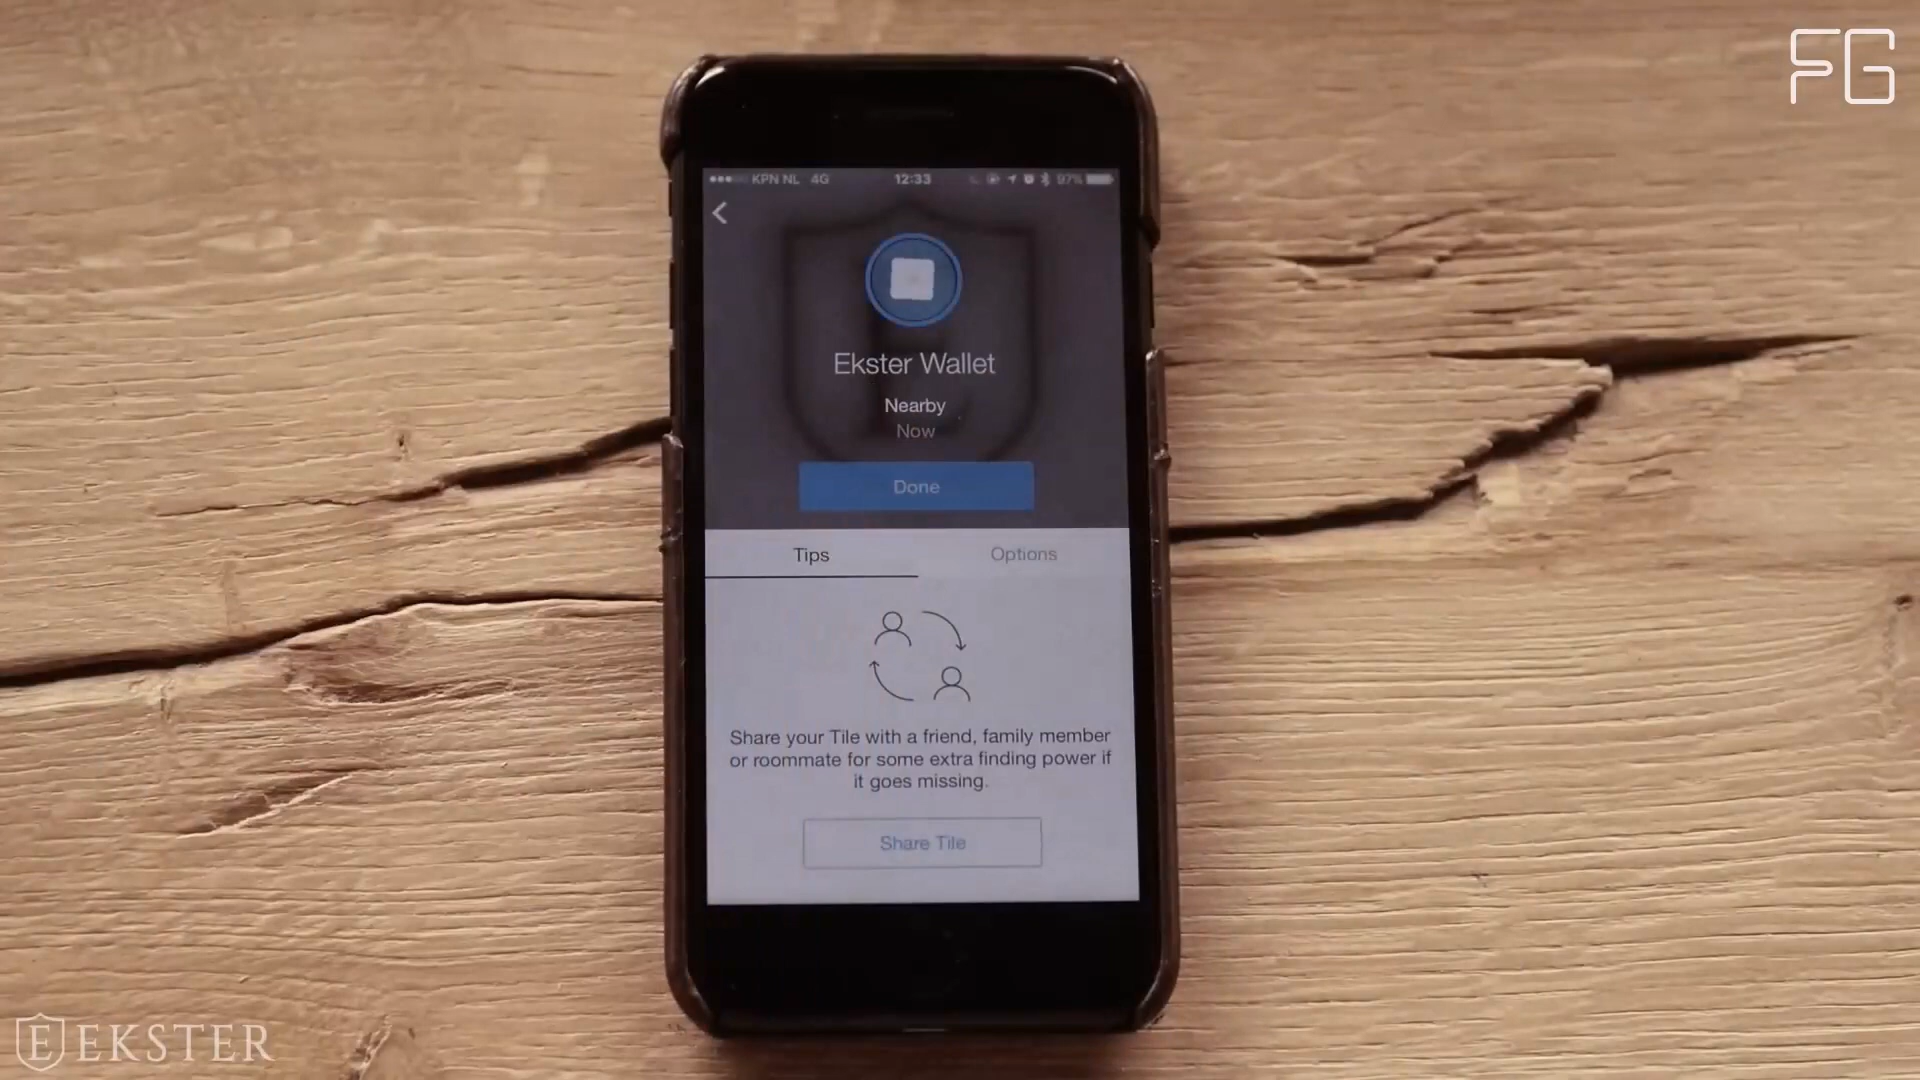 FG
KPN NL 4G 12:33 97%
Ekster Wallet
Nearby
Now
Done
Tips Options
Share your Tile with a friend, family member
or roommate for some extra finding power if
it goes missing.
Share Tile
E EKSTER